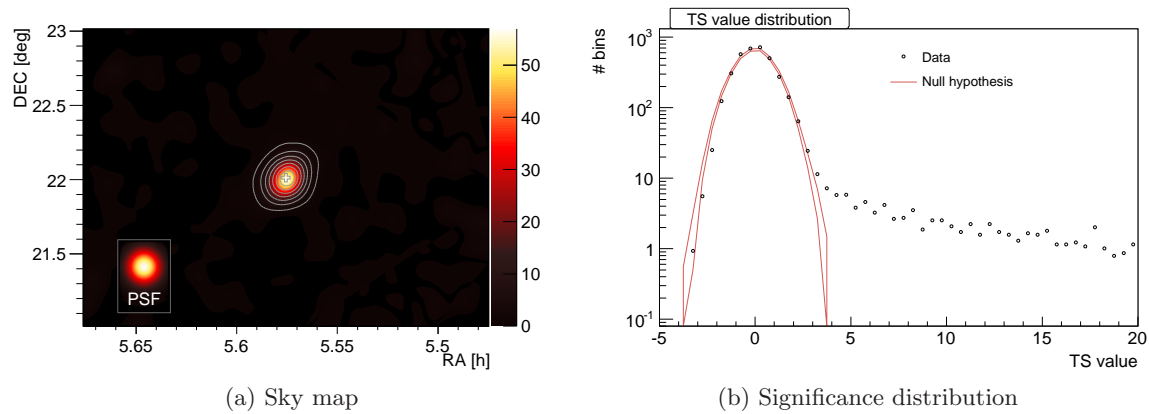 DEC [deg]
23
22.5
22
21.5
5.65
5.6
5.55
5.5
RA [h]
PSF
50
40
30
20
10
0
(a) Sky map
TS value distribution
# bins
10³
10²
10
1
10⁻¹
-5
0
5
10
15
20
TS value
Data
Null hypothesis
(b) Significance distribution